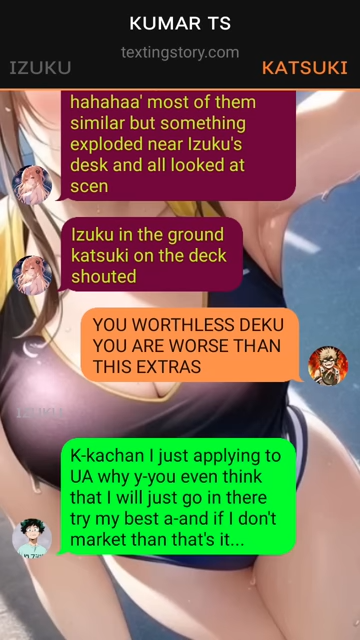 KUMAR TS
textingstory.com
IZUKU
KATSUKI
hahahaa' most of them
similar but something
exploded near Izuku's
desk and all looked at
scen
Izuku in the ground
katsuki on the deck
shouted
YOU WORTHLESS DEKU
YOU ARE WORSE THAN
THIS EXTRAS
IZUKU
K-kachan I just applying to
UA why y-you even think
that I will just go in there
try my best a-and if I don't
market than that's it...